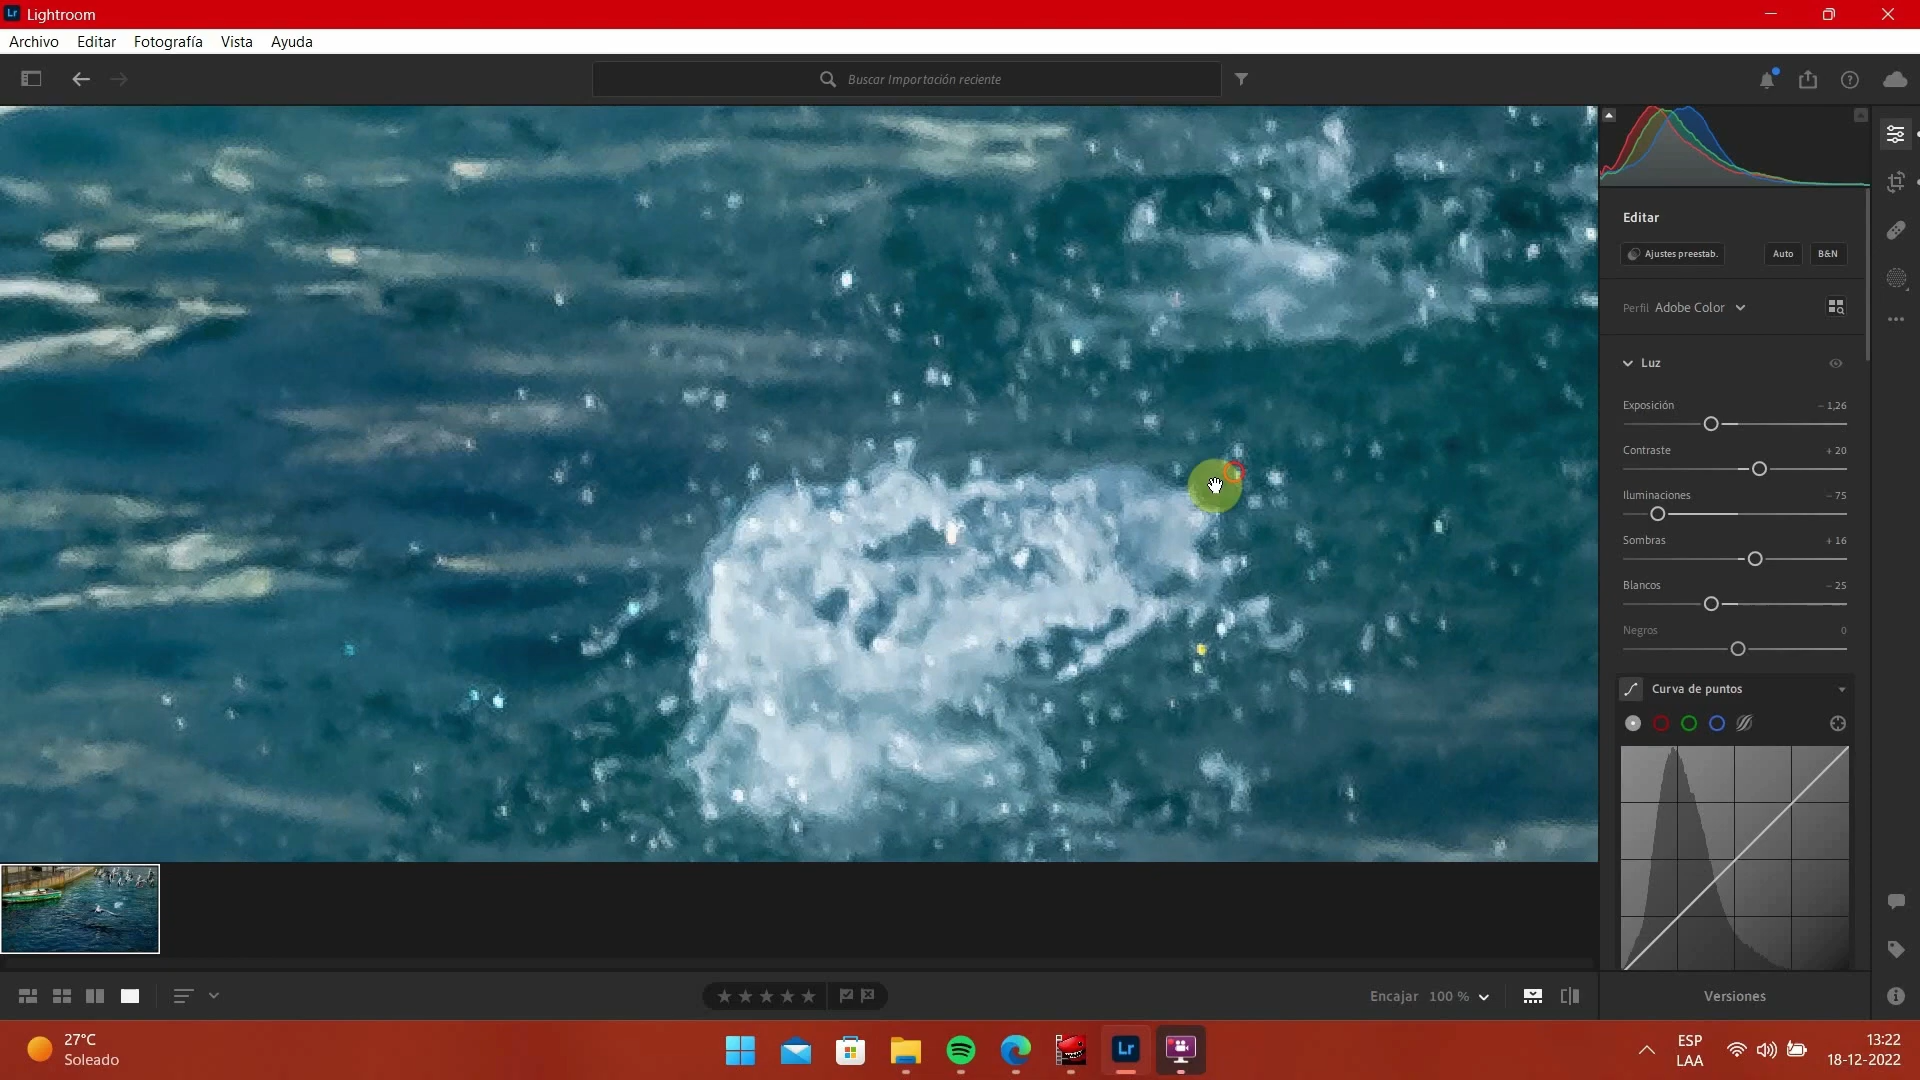 Lr Lightroom
Archivo Editar Fotografía Vista Ayuda
Buscar Importación reciente
Editar
Ajustes preestab. Auto B&N
Perfil Adobe Color
Luz
Exposición − 1,26
Contraste + 20
Iluminaciones − 75
Sombras + 16
Blancos − 25
Negros 0
Curva de puntos
Encajar 100 %
Versiones
27°C
Soleado
Lr
ESP
LAA
13:22
18-12-2022